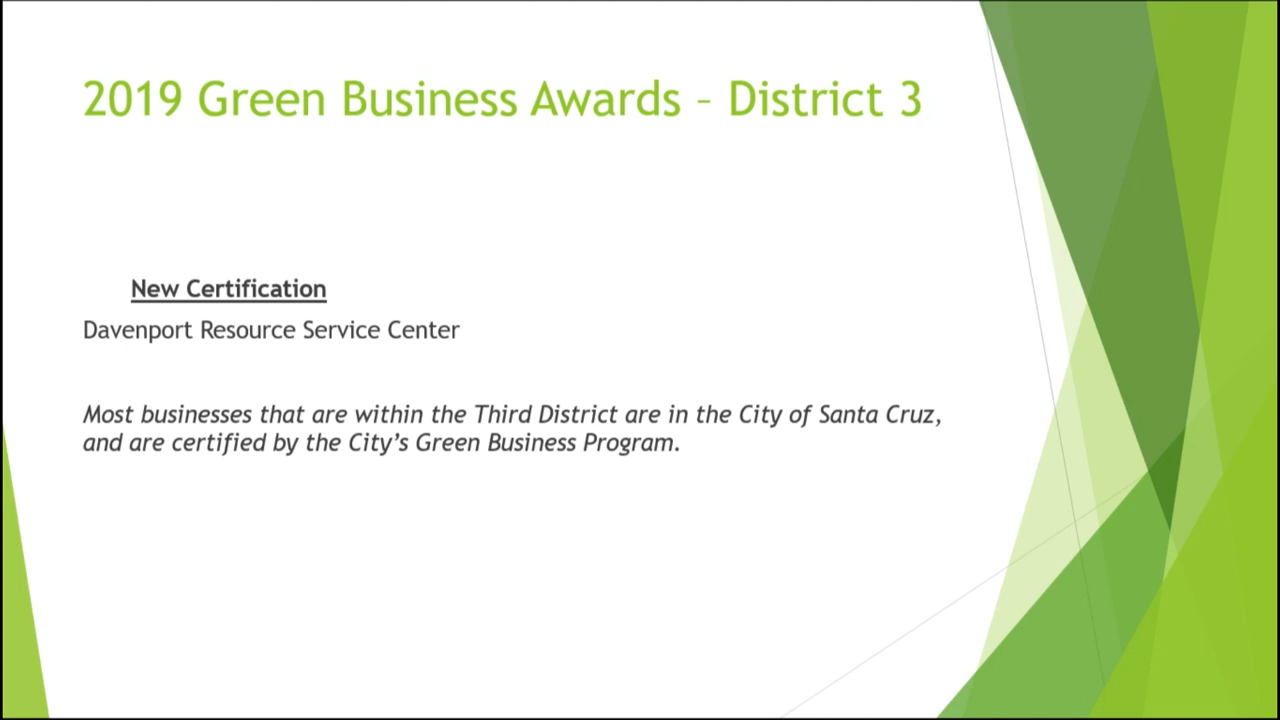 2019 Green Business Awards – District 3
New Certification
Davenport Resource Service Center
Most businesses that are within the Third District are in the City of Santa Cruz,
and are certified by the City’s Green Business Program.